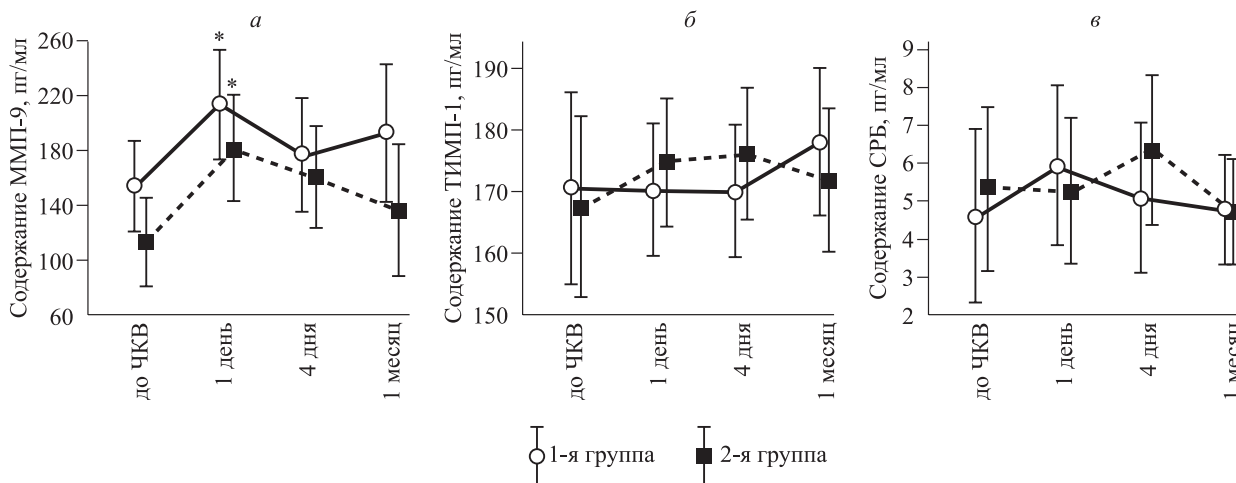 а
Содержание ММП-9, пг/мл
260
220
180
140
100
60
*
*
до ЧКВ
1 день
4 дня
1 месяц
б
Содержание ТИМП-1, пг/мл
190
180
170
160
150
до ЧКВ
1 день
4 дня
1 месяц
в
Содержание СРБ, пг/мл
9
8
7
6
5
4
3
2
до ЧКВ
1 день
4 дня
1 месяц
1-я группа
2-я группа